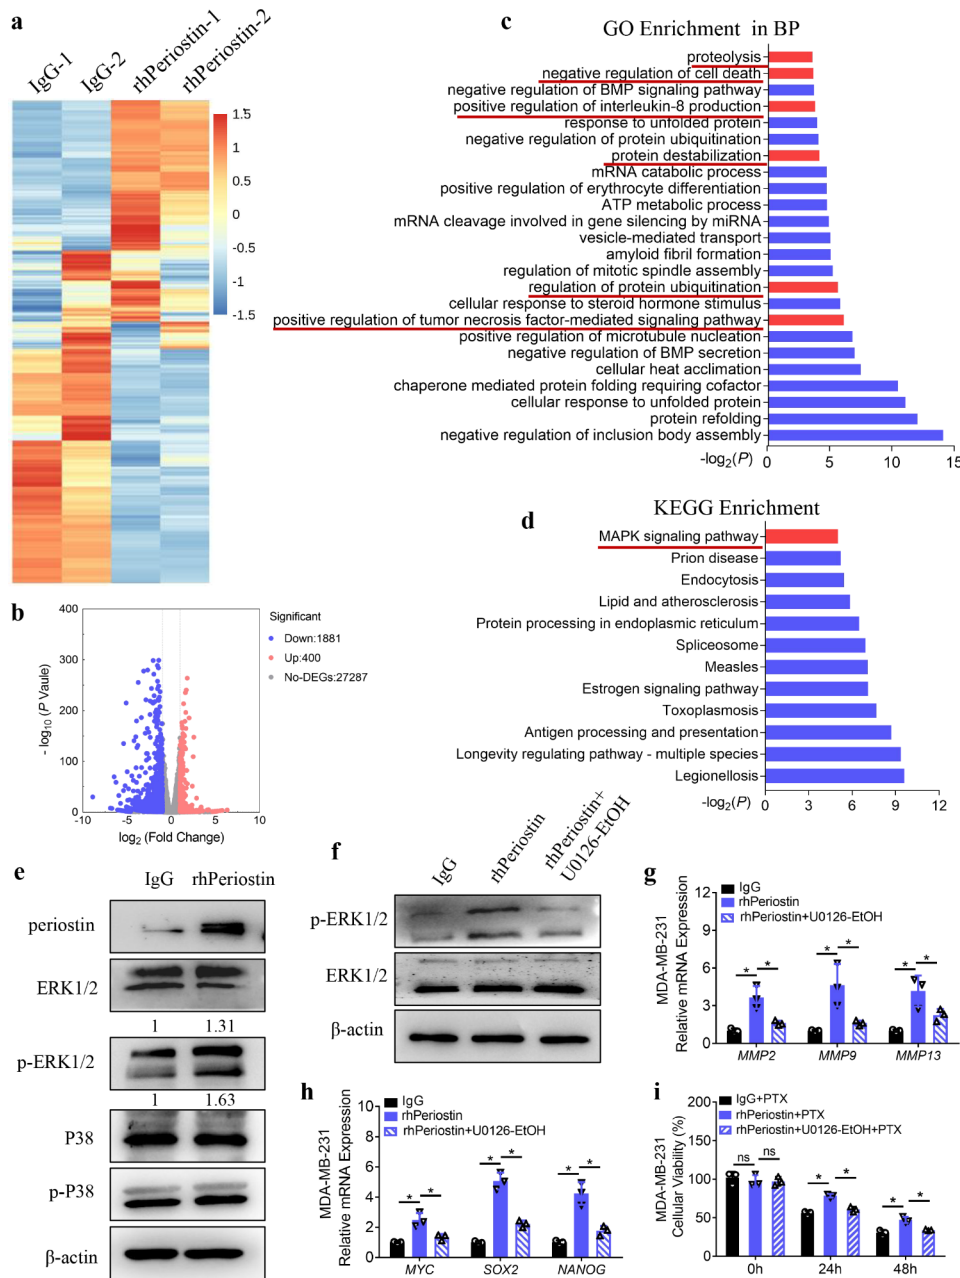 a
IgG-1
IgG-2
rhPeriostin-1
rhPeriostin-2
1.5
1
0.5
0
-0.5
-1
-1.5
b
400
300
200
100
0
-10
-5
0
5
10
- log10 (P Vaule)
log2 (Fold Change)
Significant
Down:1881
Up:400
No-DEGs:27287
c
GO Enrichment in BP
proteolysis
negative regulation of cell death
negative regulation of BMP signaling pathway
positive regulation of interleukin-8 production
response to unfolded protein
negative regulation of protein ubiquitination
protein destabilization
mRNA catabolic process
positive regulation of erythrocyte differentiation
ATP metabolic process
mRNA cleavage involved in gene silencing by miRNA
vesicle-mediated transport
amyloid fibril formation
regulation of mitotic spindle assembly
regulation of protein ubiquitination
cellular response to steroid hormone stimulus
positive regulation of tumor necrosis factor-mediated signaling pathway
positive regulation of microtubule nucleation
negative regulation of BMP secretion
cellular heat acclimation
chaperone mediated protein folding requiring cofactor
cellular response to unfolded protein
protein refolding
negative regulation of inclusion body assembly
-log2(P)
0
5
10
15
d
KEGG Enrichment
MAPK signaling pathway
Prion disease
Endocytosis
Lipid and atherosclerosis
Protein processing in endoplasmic reticulum
Spliceosome
Measles
Estrogen signaling pathway
Toxoplasmosis
Antigen processing and presentation
Longevity regulating pathway - multiple species
Legionellosis
-log2(P)
0
3
6
9
12
e
IgG rhPeriostin
periostin
ERK1/2
1 1.31
p-ERK1/2
1 1.63
P38
p-P38
β-actin
f
IgG
rhPeriostin
rhPeriostin+
U0126-EtOH
p-ERK1/2
ERK1/2
β-actin
g
IgG
rhPeriostin
rhPeriostin+U0126-EtOH
MDA-MB-231
Relative mRNA Expression
12
9
6
3
0
* * * * * *
MMP2 MMP9 MMP13
h
IgG
rhPeriostin
rhPeriostin+U0126-EtOH
MDA-MB-231
Relative mRNA Expression
10
8
6
4
2
0
* * * * * *
MYC SOX2 NANOG
i
IgG+PTX
rhPeriostin+PTX
rhPeriostin+U0126-EtOH+PTX
MDA-MB-231
Cellular Viability (%)
200
150
100
50
0
ns ns * * * *
0h 24h 48h